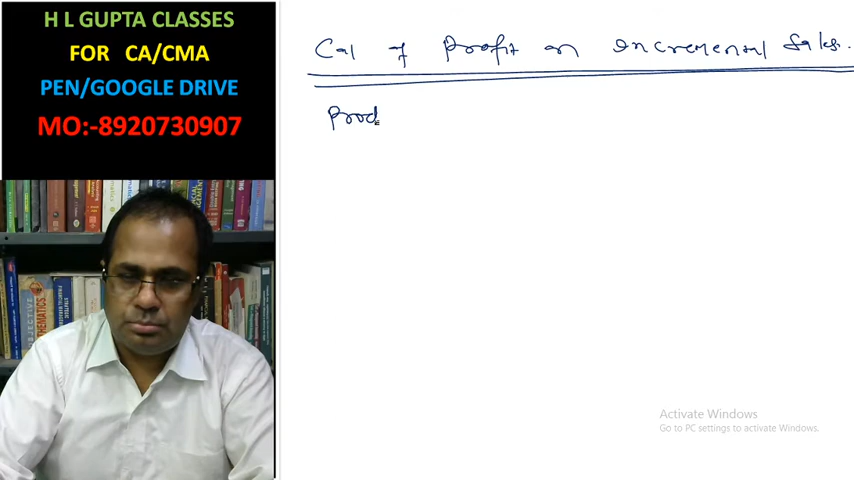 H L GUPTA CLASSES
FOR CA/CMA
PEN/GOOGLE DRIVE
MO:-8920730907
Cal of Profit on incremental Sales.
Prod
Activate Windows
Go to PC settings to activate Windows.